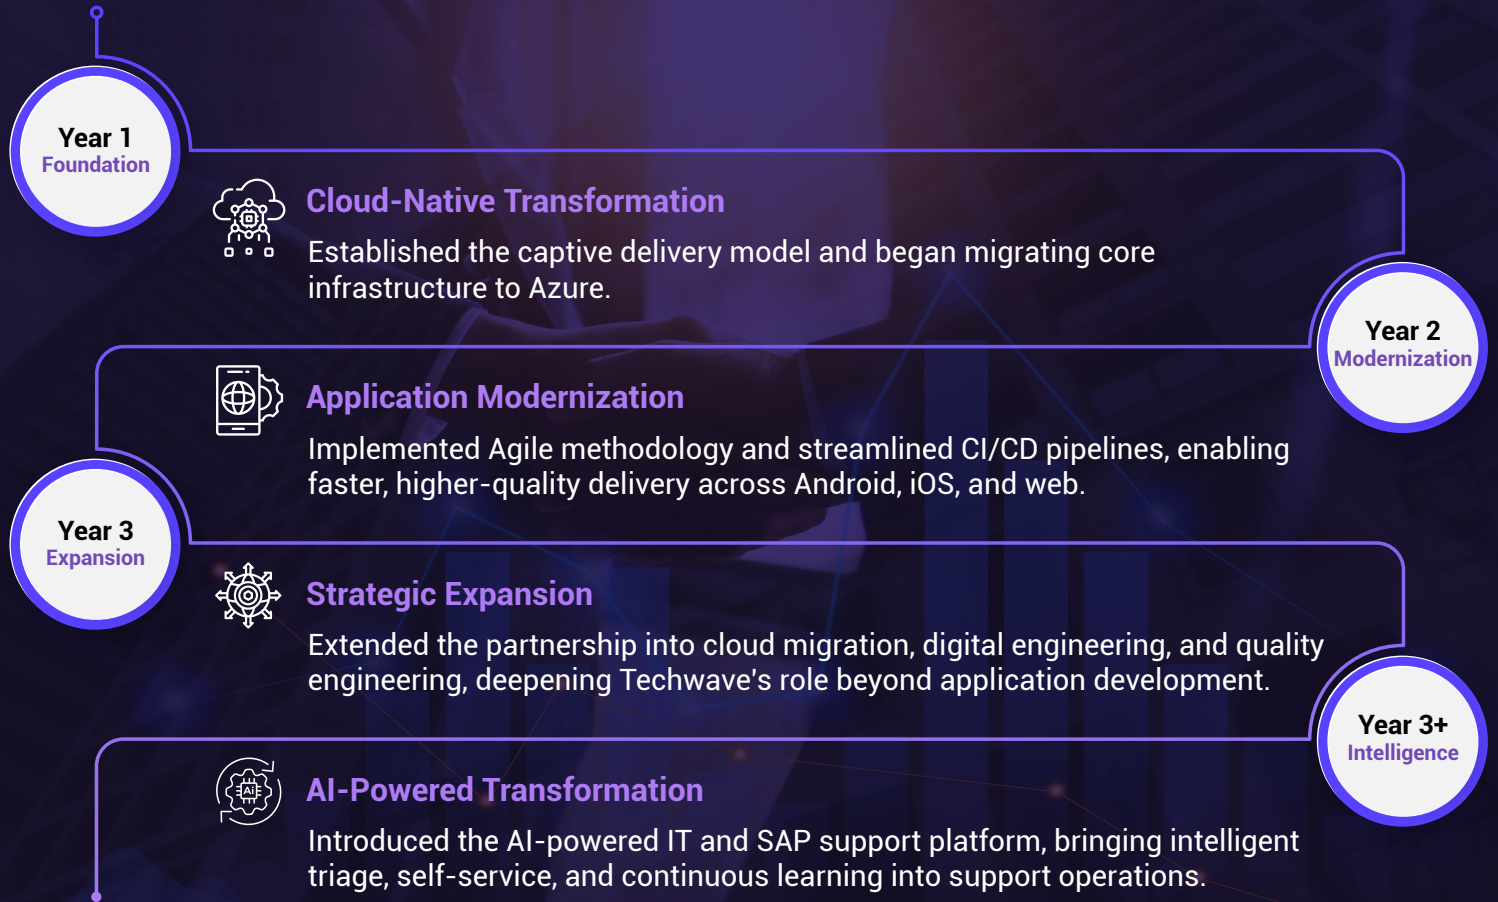 Year 1
Foundation
Cloud-Native Transformation
Established the captive delivery model and began migrating core
infrastructure to Azure.
Year 2
Modernization
Application Modernization
Implemented Agile methodology and streamlined CI/CD pipelines, enabling
faster, higher-quality delivery across Android, iOS, and web.
Year 3
Expansion
Strategic Expansion
Extended the partnership into cloud migration, digital engineering, and quality
engineering, deepening Techwave's role beyond application development.
Year 3+
Intelligence
Ai
AI-Powered Transformation
Introduced the AI-powered IT and SAP support platform, bringing intelligent
triage, self-service, and continuous learning into support operations.